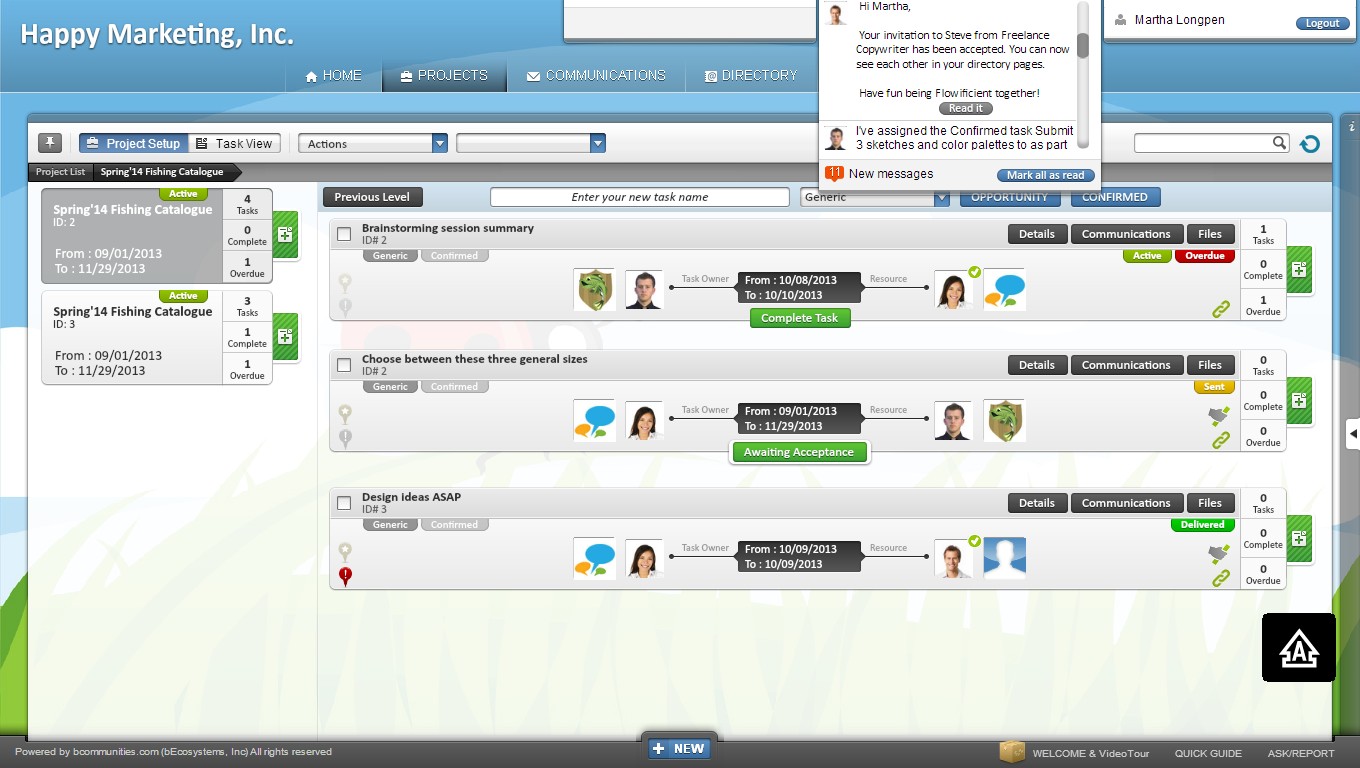 Happy Marketing, Inc.
HOME
PROJECTS
COMMUNICATIONS
DIRECTORY
Hi Martha,
Your invitation to Steve from Freelance
Copywriter has been accepted. You can now
see each other in your directory pages.
Have fun being Flowificient together!
Read it
I've assigned the Confirmed task Submit
3 sketches and color palettes to as part
11 New messages
Mark all as read
Martha Longpen
Logout
Project Setup
Task View
Actions
Project List
Spring'14 Fishing Catalogue
Previous Level
Enter your new task name
Generic
OPPORTUNITY
CONFIRMED
Active
Spring'14 Fishing Catalogue
ID: 2
From : 09/01/2013
To : 11/29/2013
4
Tasks
0
Complete
1
Overdue
Active
Spring'14 Fishing Catalogue
ID: 3
From : 09/01/2013
To : 11/29/2013
3
Tasks
1
Complete
1
Overdue
Brainstorming session summary
ID# 2
Generic
Confirmed
Details
Communications
Files
Active
Overdue
Task Owner
From : 10/08/2013
To : 10/10/2013
Resource
Complete Task
1
Tasks
0
Complete
1
Overdue
Choose between these three general sizes
ID# 2
Generic
Confirmed
Details
Communications
Files
Sent
Task Owner
From : 09/01/2013
To : 11/29/2013
Resource
Awaiting Acceptance
0
Tasks
0
Complete
0
Overdue
Design ideas ASAP
ID# 3
Generic
Confirmed
Details
Communications
Files
Delivered
Task Owner
From : 10/09/2013
To : 10/09/2013
Resource
0
Tasks
0
Complete
0
Overdue
i
A
Powered by bcommunities.com (bEcosystems, Inc) All rights reserved
+ NEW
WELCOME & VideoTour
QUICK GUIDE
ASK/REPORT